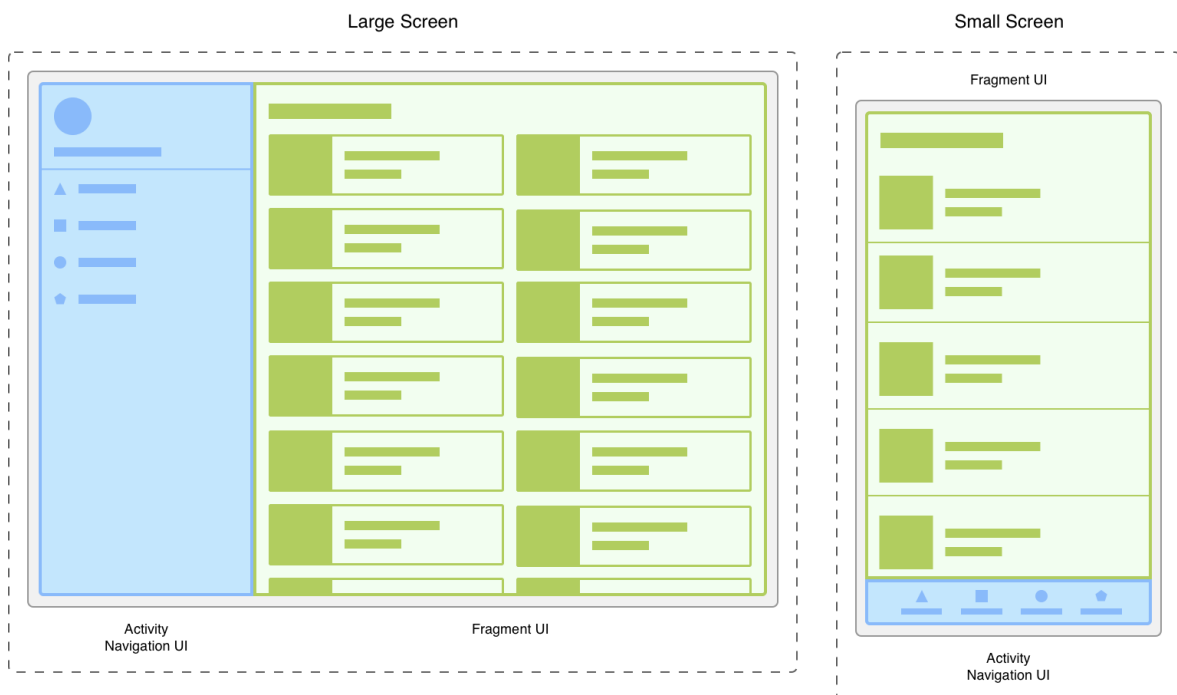 Large Screen
Small Screen
Fragment UI
Activity
Navigation UI
Fragment UI
Activity
Navigation UI